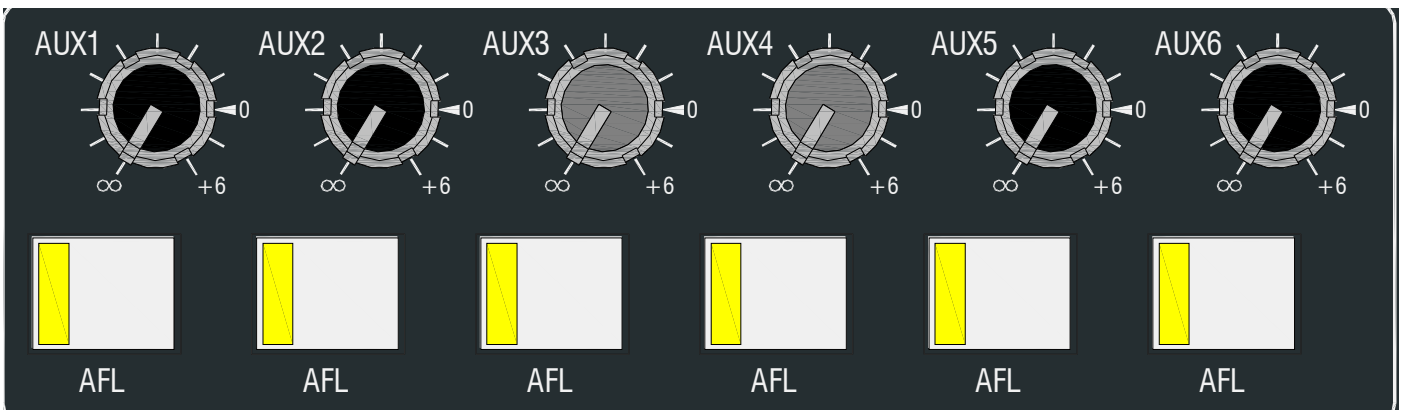 AUX1 AUX2 AUX3 AUX4 AUX5 AUX6
0 0 0 0 0 0
∞ +6 ∞ +6 ∞ +6 ∞ +6 ∞ +6 ∞ +6
AFL AFL AFL AFL AFL AFL